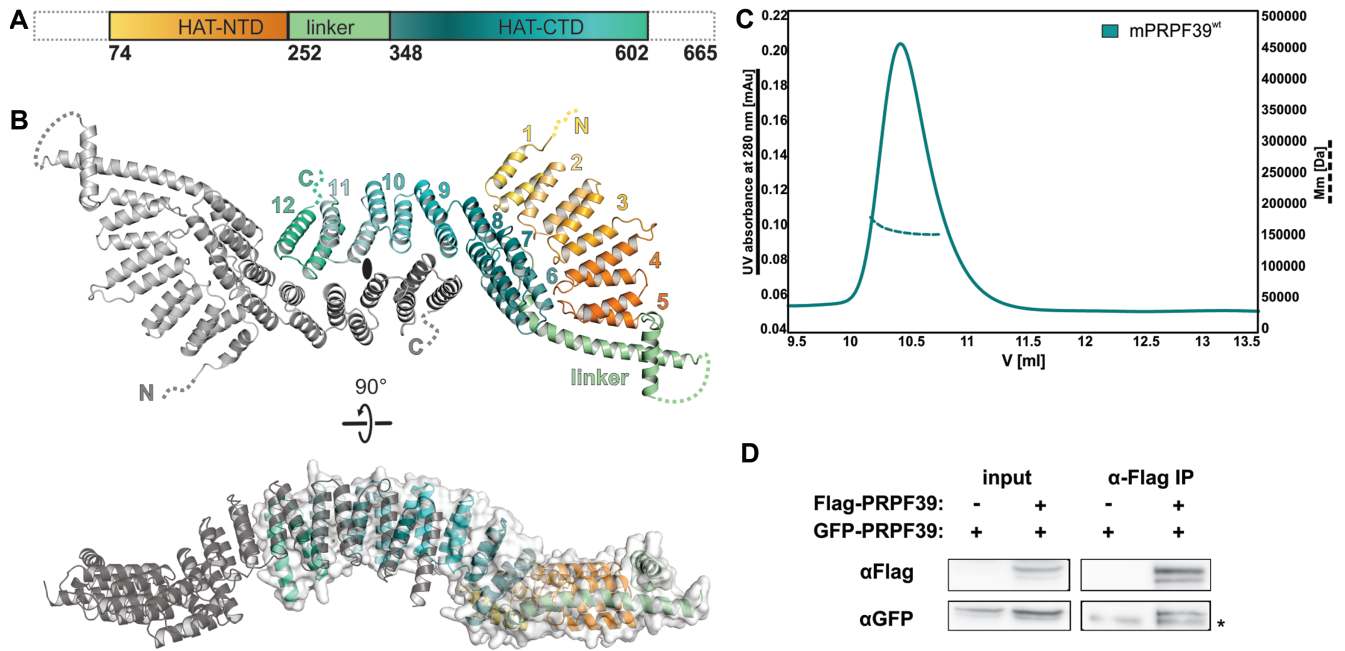 A
HAT-NTD linker HAT-CTD
74 252 348 602 665
B
1 N
2
C 11 10 9
12 3
8
7
4
6
5
C
N linker
90°
C
mPRPF39wt
UV absorbance at 280 nm [mAu]
0.22
0.20
0.18
0.16
0.14
0.12
0.10
0.08
0.06
0.04
9.5 10 10.5 11 11.5 12 12.5 13 13.5
V [ml]
500000
450000
400000
350000
300000
250000
200000
150000
100000
50000
0
Mm [Da]
D
input α-Flag IP
Flag-PRPF39: - + - +
GFP-PRPF39: + + + +
αFlag
αGFP *